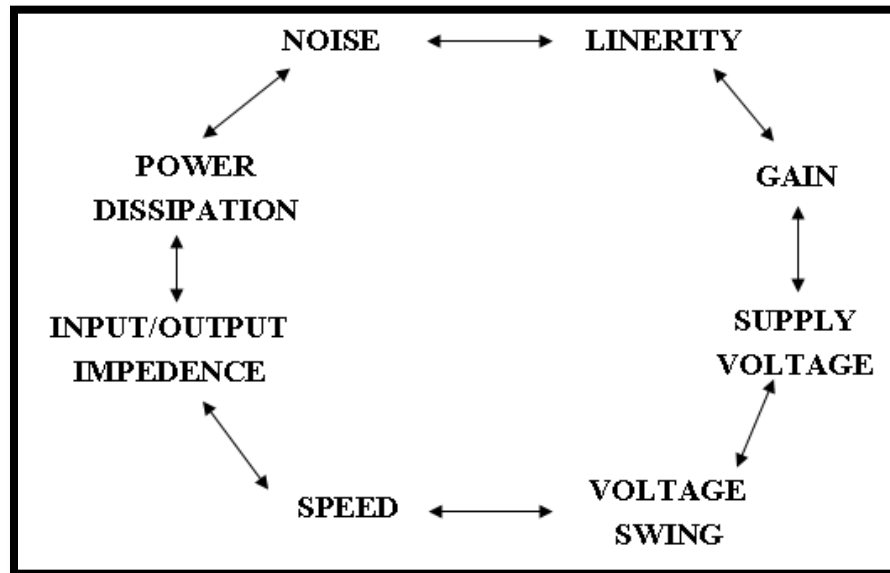 NOISE
LINERITY
POWER
DISSIPATION
GAIN
INPUT/OUTPUT
IMPEDENCE
SUPPLY
VOLTAGE
SPEED
VOLTAGE
SWING